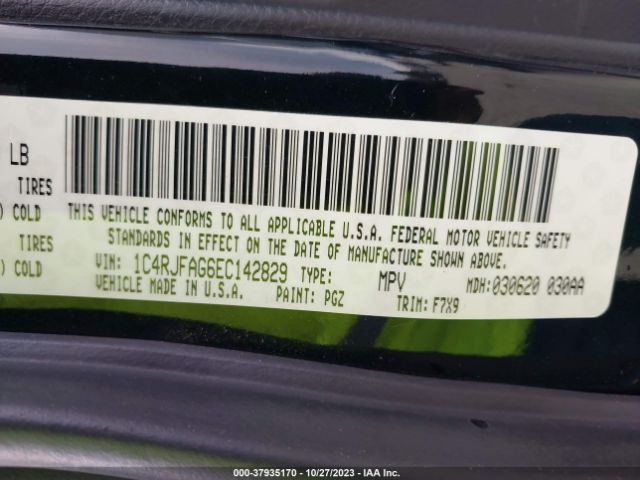 LB
TIRES
) COLD
TIRES
) COLD
THIS VEHICLE CONFORMS TO ALL APPLICABLE U.S.A. FEDERAL MOTOR VEHICLE SAFETY
STANDARDS IN EFFECT ON THE DATE OF MANUFACTURE SHOWN ABOVE.
VIN: 1C4RJFAG6EC142829 TYPE: MPV MDH: 030620 030AA
VEHICLE MADE IN U.S.A. PAINT: PGZ TRIM: F7X9
000-37935170 - 10/27/2023 - IAA Inc.